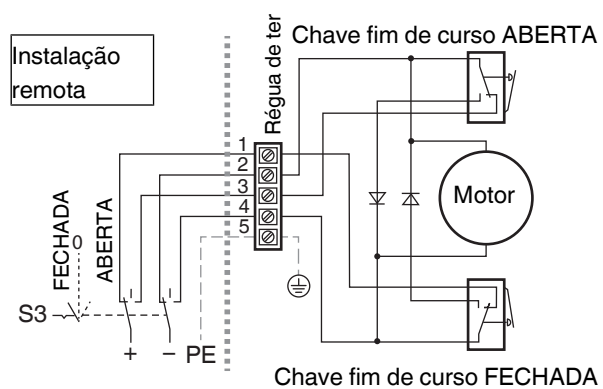 Instalação
remota
Régua de ter
Chave fim de curso ABERTA
1
2
3
4
5
Motor
FECHADA
0
ABERTA
S3
+
–
PE
Chave fim de curso FECHADA